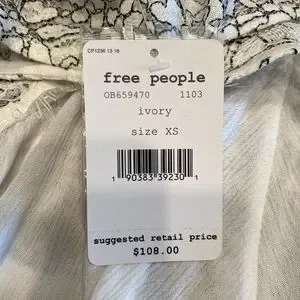 CP1236 13 16
free people
OB659470 1103
ivory
size XS
1 90383 39230 1
suggested retail price
$108.00